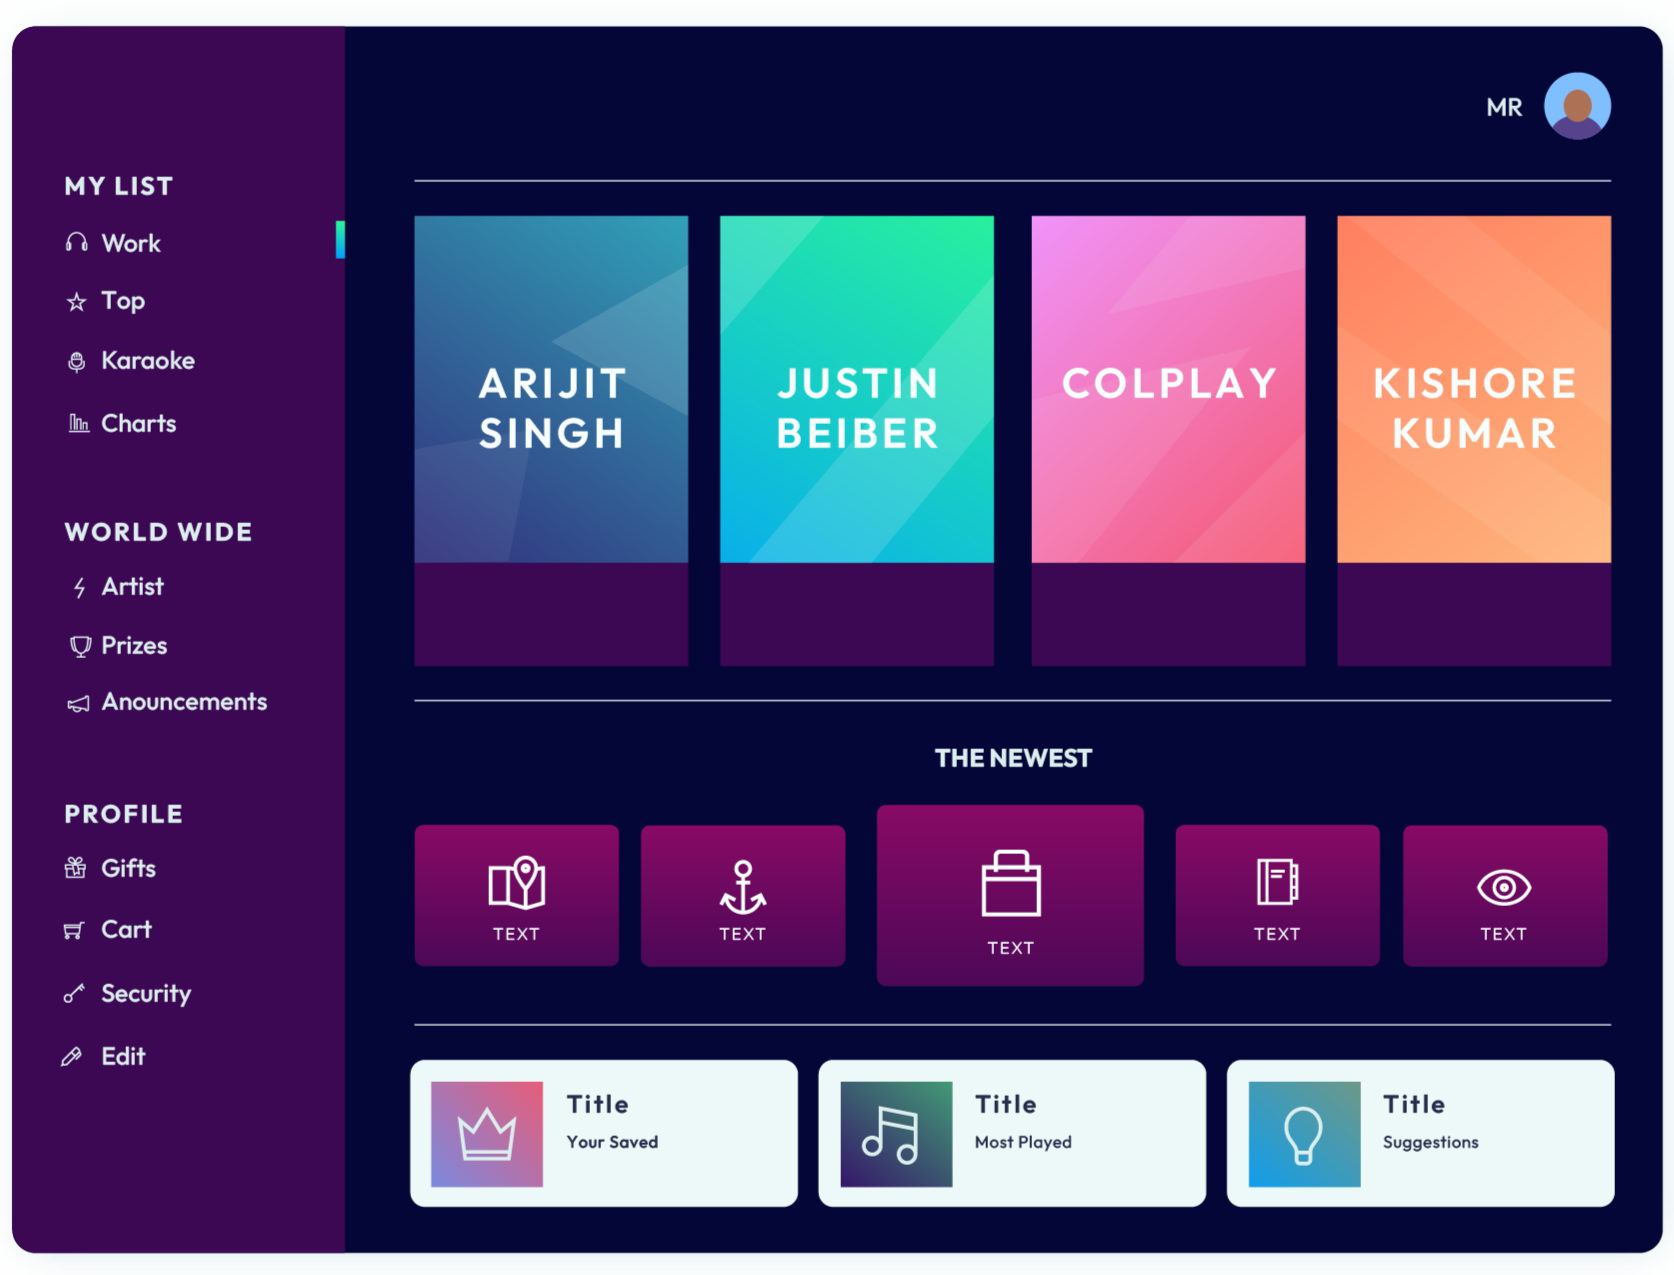 MY LIST
Work
Top
Karaoke
Charts
WORLD WIDE
Artist
Prizes
Anouncements
PROFILE
Gifts
Cart
Security
Edit
MR
ARIJIT
SINGH
JUSTIN
BEIBER
COLPLAY
KISHORE
KUMAR
THE NEWEST
TEXT
TEXT
TEXT
TEXT
TEXT
Title
Your Saved
Title
Most Played
Title
Suggestions